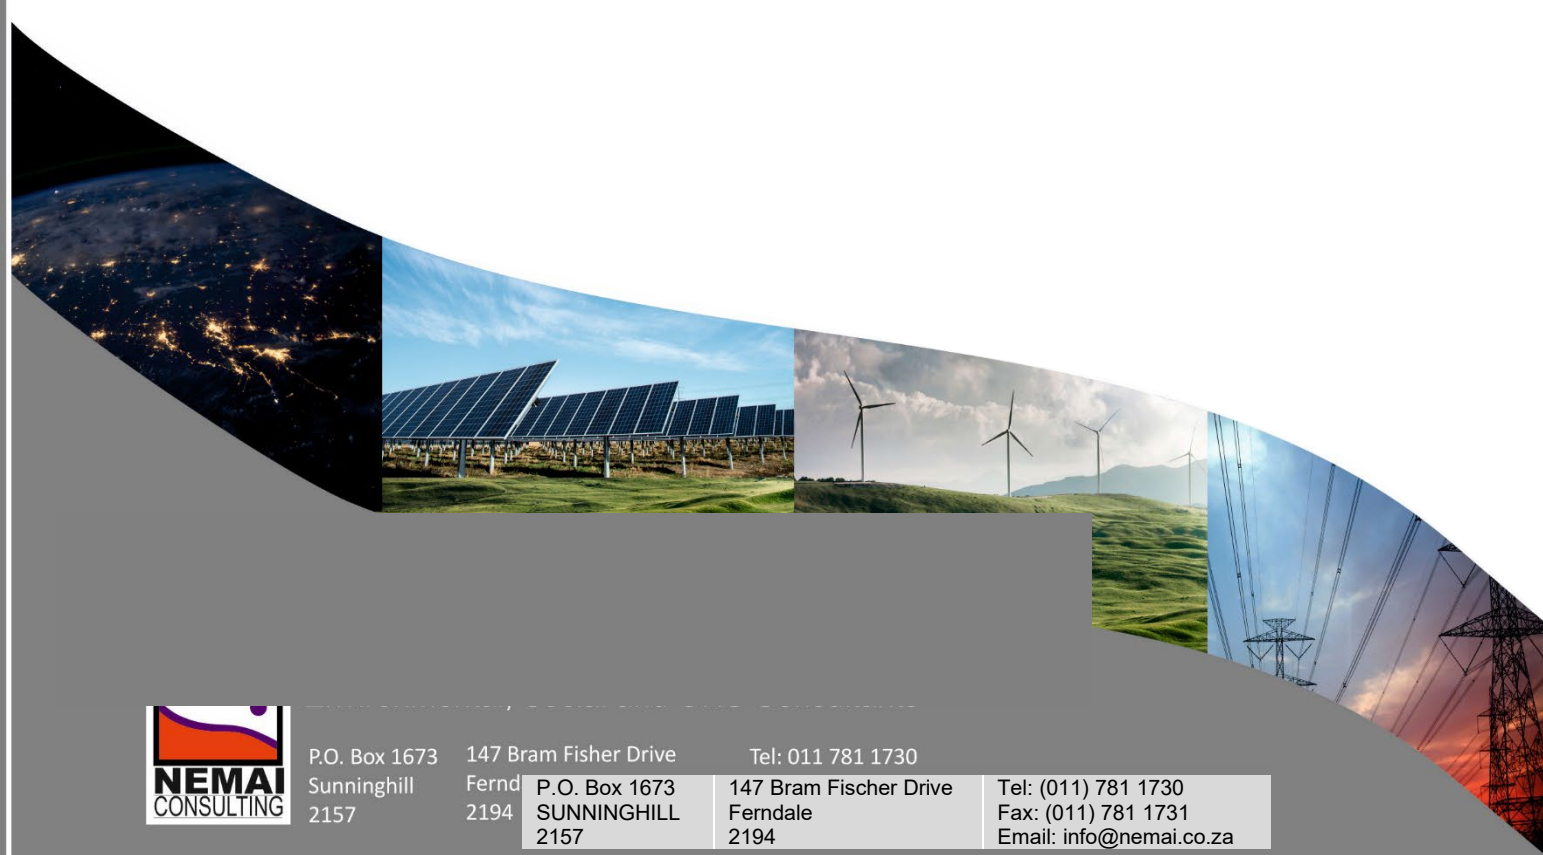 NEMAI
CONSULTING
P.O. Box 1673
Sunninghill
2157
147 Bram Fisher Drive
Fernd
2194
Tel: 011 781 1730
P.O. Box 1673
SUNNINGHILL
2157
147 Bram Fischer Drive
Ferndale
2194
Tel: (011) 781 1730
Fax: (011) 781 1731
Email: info@nemai.co.za